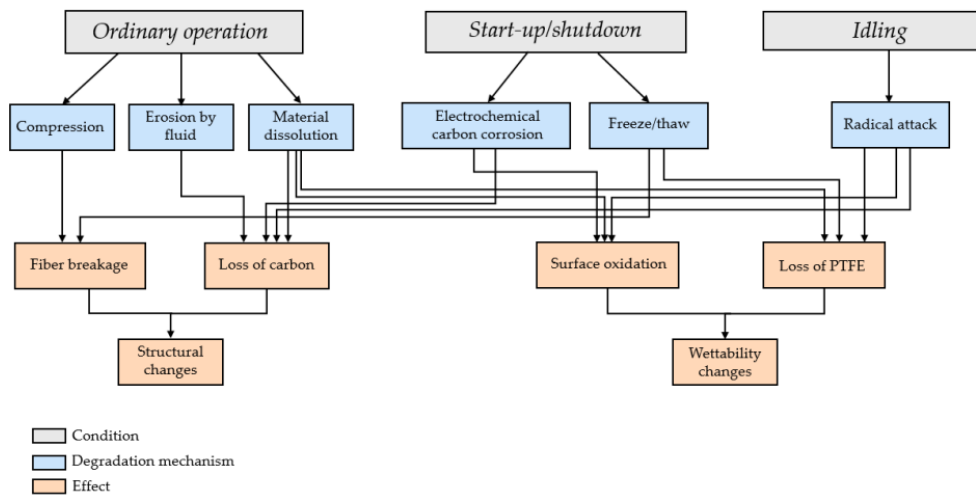 Ordinary operation
Start-up/shutdown
Idling
Compression
Erosion by
fluid
Material
dissolution
Electrochemical
carbon corrosion
Freeze/thaw
Radical attack
Fiber breakage
Loss of carbon
Surface oxidation
Loss of PTFE
Structural
changes
Wettability
changes
Condition
Degradation mechanism
Effect